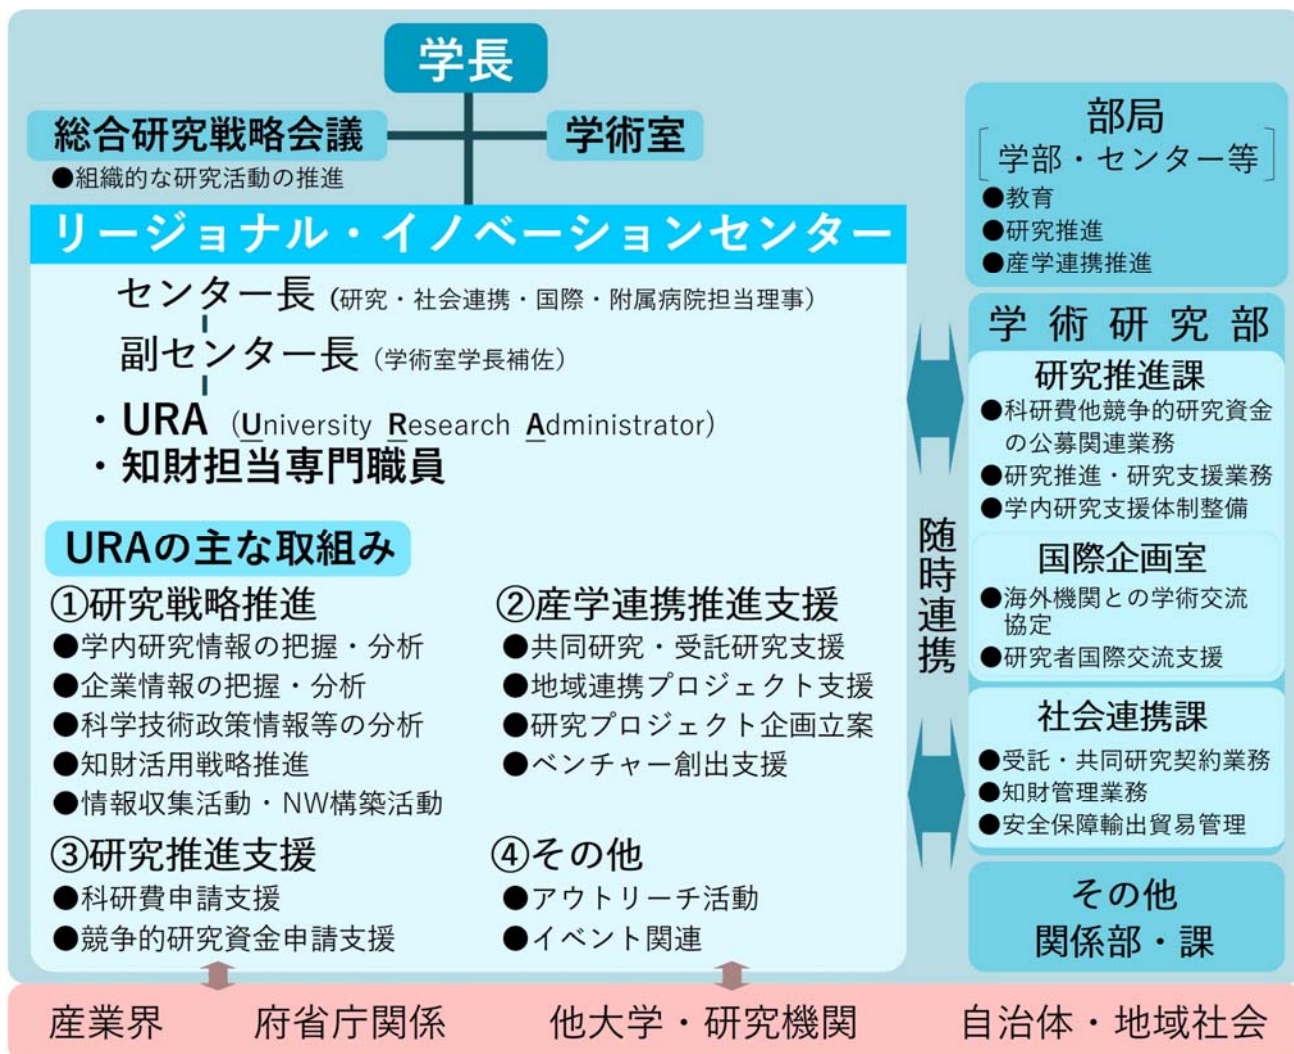 学長
総合研究戦略会議
●組織的な研究活動の推進
学術室
リージョナル・イノベーションセンター
センター長（研究・社会連携・国際・附属病院担当理事）
副センター長（学術室学長補佐）
・URA（University Research Administrator）
・知財担当専門職員
URAの主な取組み
①研究戦略推進
●学内研究情報の把握・分析
●企業情報の把握・分析
●科学技術政策情報等の分析
●知財活用戦略推進
●情報収集活動・NW構築活動
②産学連携推進支援
●共同研究・受託研究支援
●地域連携プロジェクト支援
●研究プロジェクト企画立案
●ベンチャー創出支援
③研究推進支援
●科研費申請支援
●競争的研究資金申請支援
④その他
●アウトリーチ活動
●イベント関連
随時連携
部局
[学部・センター等]
●教育
●研究推進
●産学連携推進
学術研究部
研究推進課
●科研費他競争的研究資金
の公募関連業務
●研究推進・研究支援業務
●学内研究支援体制整備
国際企画室
●海外機関との学術交流
協定
●研究者国際交流支援
社会連携課
●受託・共同研究契約業務
●知財管理業務
●安全保障輸出貿易管理
その他
関係部・課
産業界 府省庁関係 他大学・研究機関 自治体・地域社会